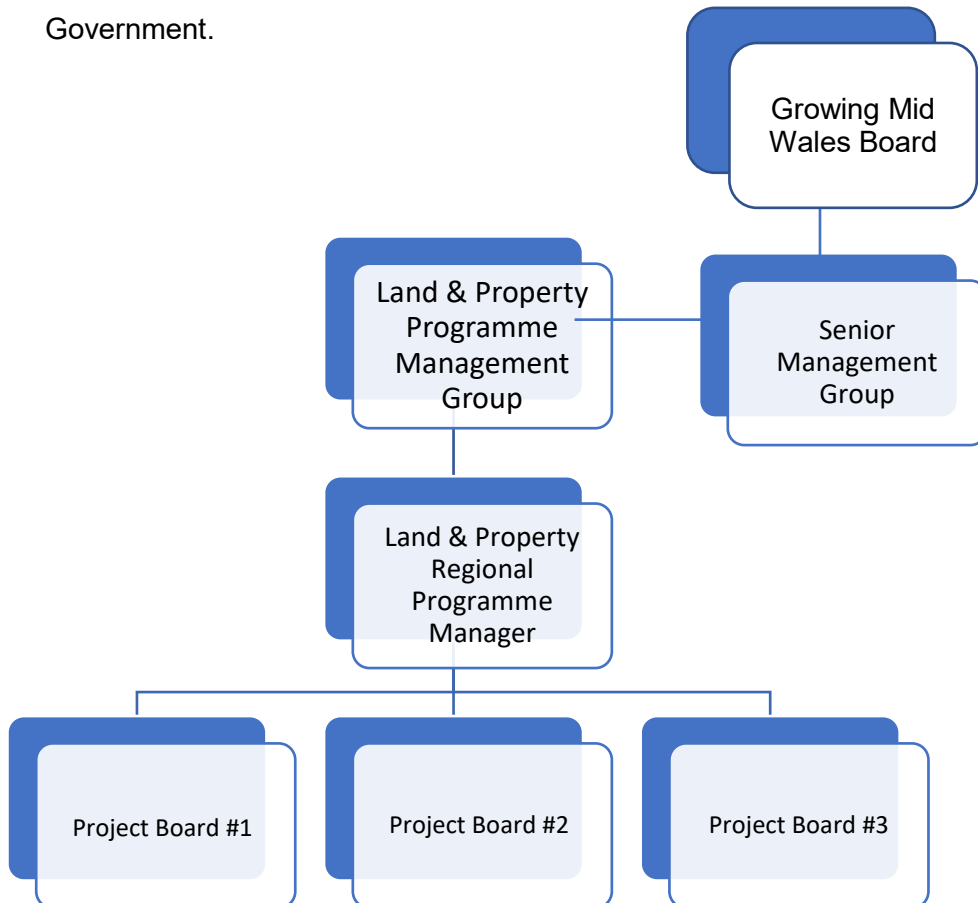 Government.
Growing Mid
Wales Board
Land & Property
Programme
Management
Group
Senior
Management
Group
Land & Property
Regional
Programme
Manager
Project Board #1
Project Board #2
Project Board #3